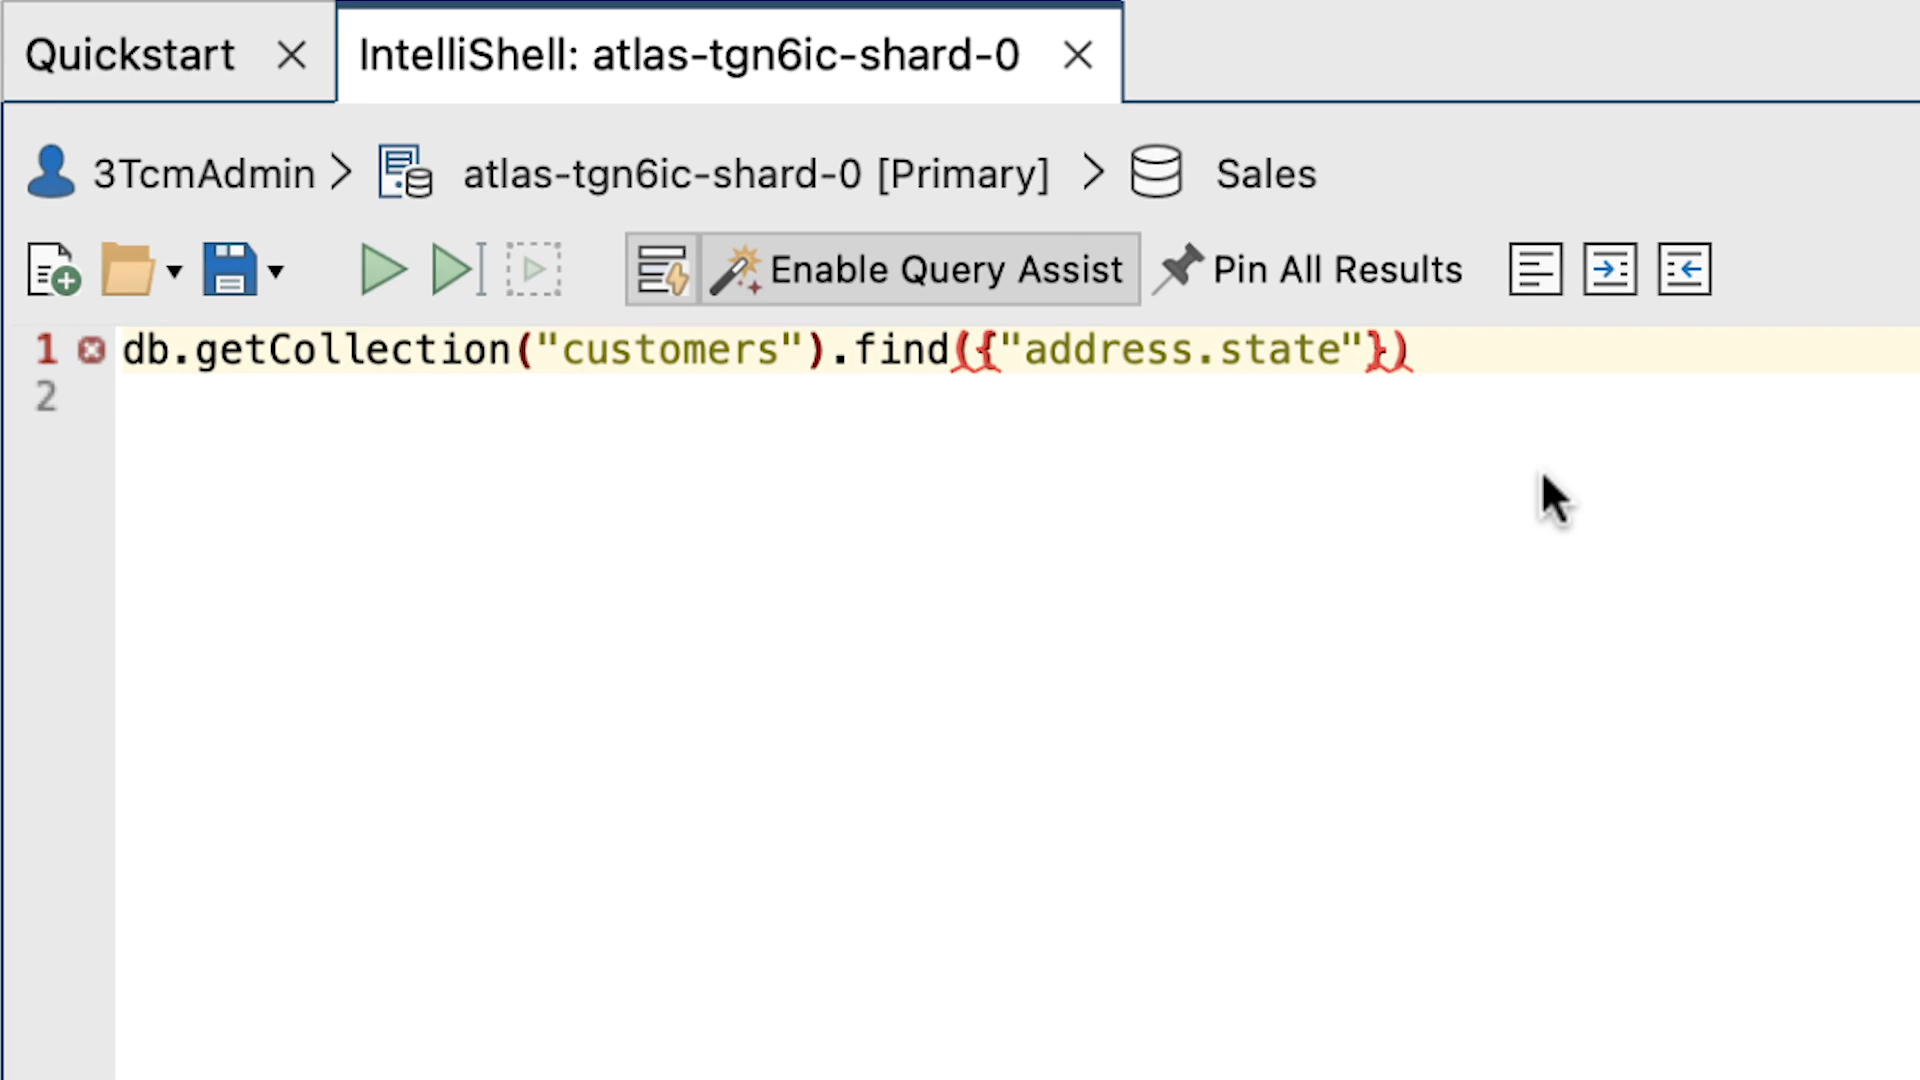 Quickstart
IntelliShell: atlas-tgn6ic-shard-0
3TcmAdmin
atlas-tgn6ic-shard-0 [Primary]
Sales
Enable Query Assist
Pin All Results
1 db.getCollection("customers").find({"address.state"})
2